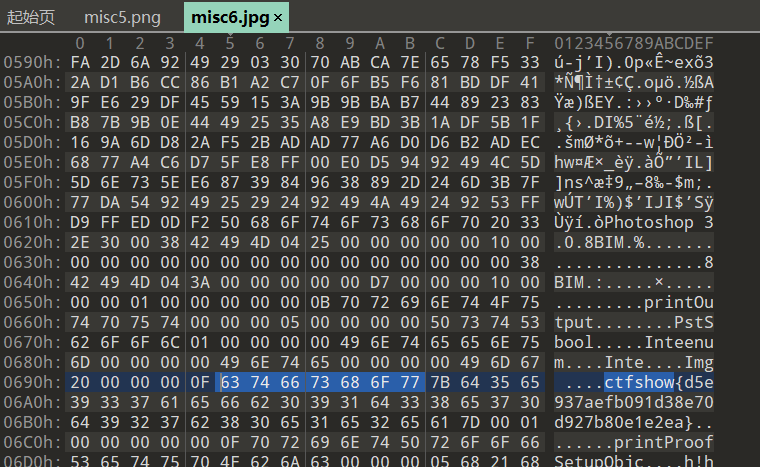 起始页 misc5.png misc6.jpg ×
0 1 2 3 4 5 6 7 8 9 A B C D E F 0123456789ABCDEF
0590h: FA 2D 6A 92 49 29 03 30 70 AB CA 7E 65 78 F5 33 ú-j’I).0p«Ê~exõ3
05A0h: 2A D1 B6 CC 86 B1 A2 C7 0F 6F B5 F6 81 BD DF 41 *Ñ¶Ì†±¢Ç.oµö.½ßA
05B0h: 9F E6 29 DF 45 59 15 3A 9B 9B BA B7 44 89 23 83 Ÿæ)ßEY.:››º·D‰#ƒ
05C0h: B8 7B 9B 0E 44 49 25 35 A8 E9 BD 3B 1A DF 5B 1F ¸{›.DI%5¨é½;.ß[.
05D0h: 16 9A 6D D8 2A F5 2B AD AD 77 A6 D0 D6 B2 AD EC .šmØ*õ+--w¦ÐÖ²-ì
05E0h: 68 77 A4 C6 D7 5F E8 FF 00 E0 D5 94 92 49 4C 5D hw¤Æ×_èÿ.àÕ”’IL]
05F0h: 5D 6E 73 5E E6 87 39 84 96 38 89 2D 24 6D 3B 7F ]ns^æ‡9„–8‰-$m;.
0600h: 77 DA 54 92 49 25 29 24 92 49 4A 49 24 92 53 FF wÚT’I%)$’IJI$’Sÿ
0610h: D9 FF ED 0D F2 50 68 6F 74 6F 73 68 6F 70 20 33 Ùÿí.òPhotoshop 3
0620h: 2E 30 00 38 42 49 4D 04 25 00 00 00 00 00 10 00 .0.8BIM.%.......
0630h: 00 00 00 00 00 00 00 00 00 00 00 00 00 00 00 38 ...............8
0640h: 42 49 4D 04 3A 00 00 00 00 00 D7 00 00 00 10 00 BIM.:.....×.....
0650h: 00 00 01 00 00 00 00 00 0B 70 72 69 6E 74 4F 75 .........printOu
0660h: 74 70 75 74 00 00 00 05 00 00 00 00 50 73 74 53 tput........PstS
0670h: 62 6F 6F 6C 01 00 00 00 00 49 6E 74 65 65 6E 75 bool.....Inteenu
0680h: 6D 00 00 00 00 49 6E 74 65 00 00 00 00 49 6D 67 m....Inte....Img
0690h: 20 00 00 00 0F 63 74 66 73 68 6F 77 7B 64 35 65 ....ctfshow{d5e
06A0h: 39 33 37 61 65 66 62 30 39 31 64 33 38 65 37 30 937aefb091d38e70
06B0h: 64 39 32 37 62 38 30 65 31 65 32 65 61 7D 00 01 d927b80e1e2ea}..
06C0h: 00 00 00 00 00 0F 70 72 69 6E 74 50 72 6F 6F 66 ......printProof
06D0h: 53 65 74 75 70 4F 62 6A 63 00 00 00 05 68 21 68 SetupObjc....h!h